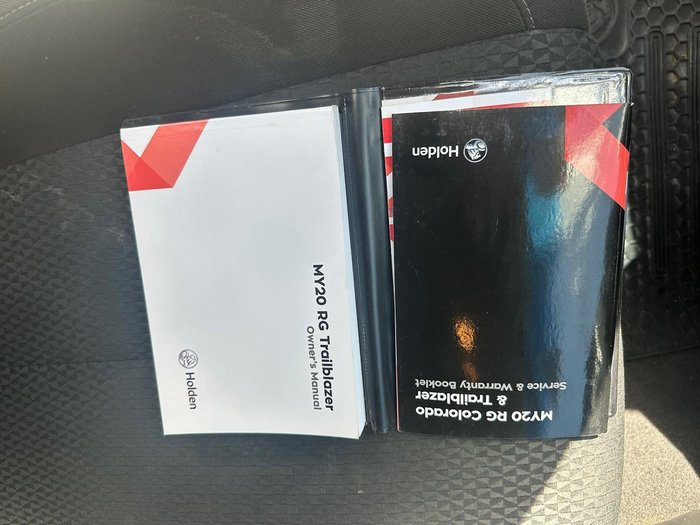 MY20 RG Trailblazer
Owner's Manual
Holden
Holden
MY20 RG Colorado
& Trailblazer
Service & Warranty Booklet